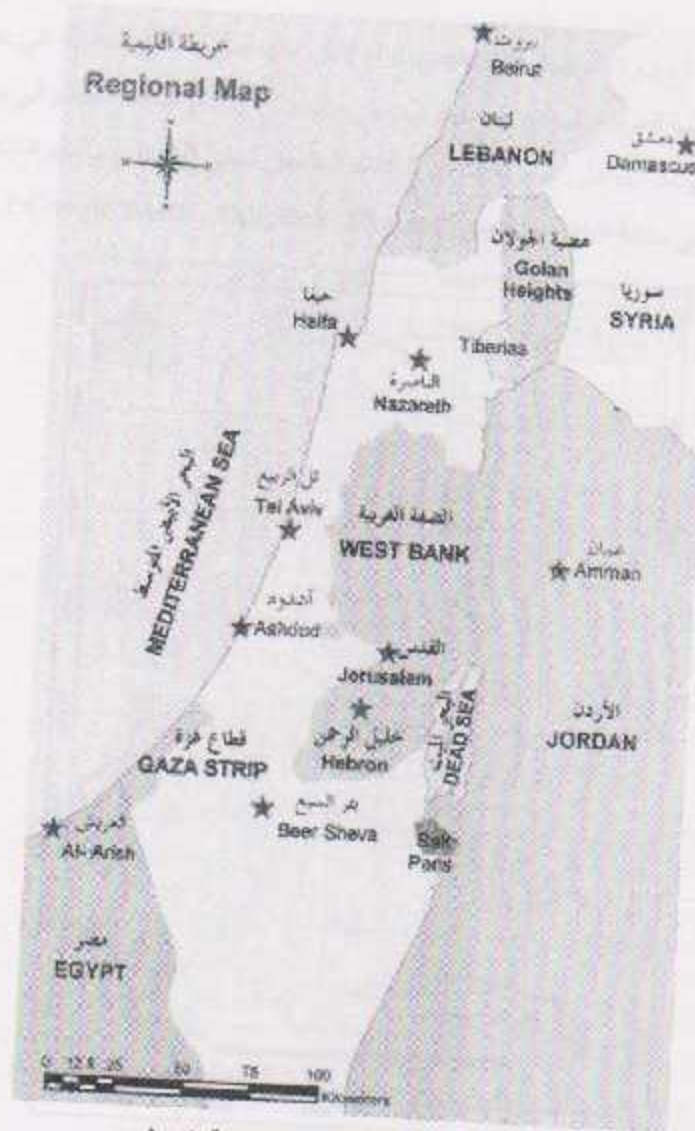 خريطة اقليمية
Regional Map
بيروت
Beirut
لبنان
LEBANON
دمشق
Damascus
هضبة الجولان
Golan
Heights
سوريا
SYRIA
حيفا
Haifa
Tiberias
الناصرة
Nazareth
البحر الأبيض المتوسط
MEDITERRANEAN SEA
تل الربيع
Tel Aviv
الضفة الغربية
WEST BANK
عمان
Amman
أشدود
Ashdod
القدس
Jerusalem
البحر الميت
DEAD SEA
الأردن
JORDAN
خليل الرحمن
Hebron
قطاع غزة
GAZA STRIP
بئر السبع
Beer Sheva
العريش
Al-Arish
Salt
Pans
مصر
EGYPT
0 12.5 25 50 75 100
Kilometers